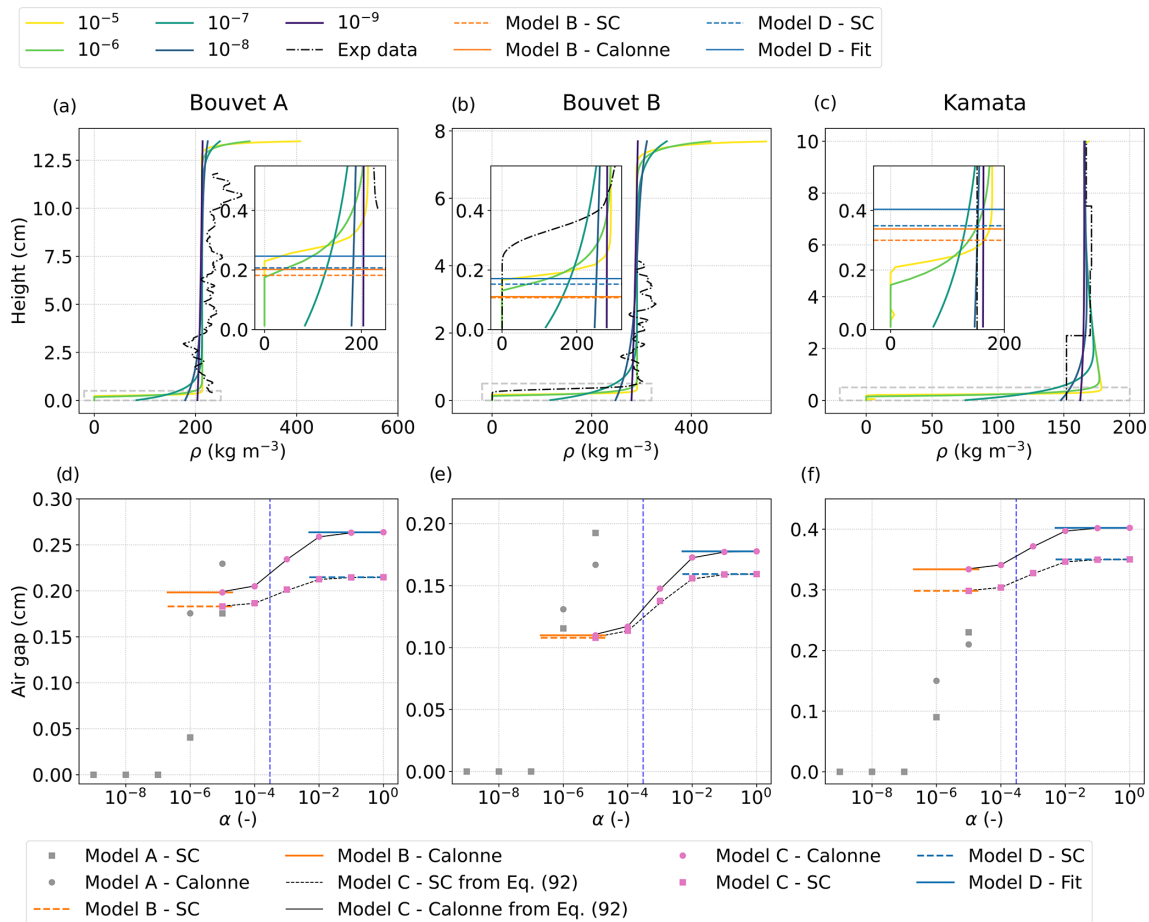 10⁻⁵ 10⁻⁷ 10⁻⁹ Model B - SC Model D - SC
10⁻⁶ 10⁻⁸ Exp data Model B - Calonne Model D - Fit
(a) Bouvet A (b) Bouvet B (c) Kamata
Height (cm)
12.5
10.0
7.5
5.0
2.5
0.0
0.4
0.2
0.0
0 200
0 200 400 600
ρ (kg m⁻³)
8
6
4
2
0
0.4
0.2
0.0
0 200
0 200 400
ρ (kg m⁻³)
10
8
6
4
2
0
0.4
0.2
0.0
0 200
0 50 100 150 200
ρ (kg m⁻³)
(d) (e) (f)
Air gap (cm)
0.30
0.25
0.20
0.15
0.10
0.05
0.00
10⁻⁸ 10⁻⁶ 10⁻⁴ 10⁻² 10⁰
α (-)
0.20
0.15
0.10
0.05
0.00
10⁻⁸ 10⁻⁶ 10⁻⁴ 10⁻² 10⁰
α (-)
0.4
0.3
0.2
0.1
0.0
10⁻⁸ 10⁻⁶ 10⁻⁴ 10⁻² 10⁰
α (-)
Model A - SC Model B - Calonne Model C - Calonne Model D - SC
Model A - Calonne Model C - SC from Eq. (92) Model C - SC Model D - Fit
Model B - SC Model C - Calonne from Eq. (92)